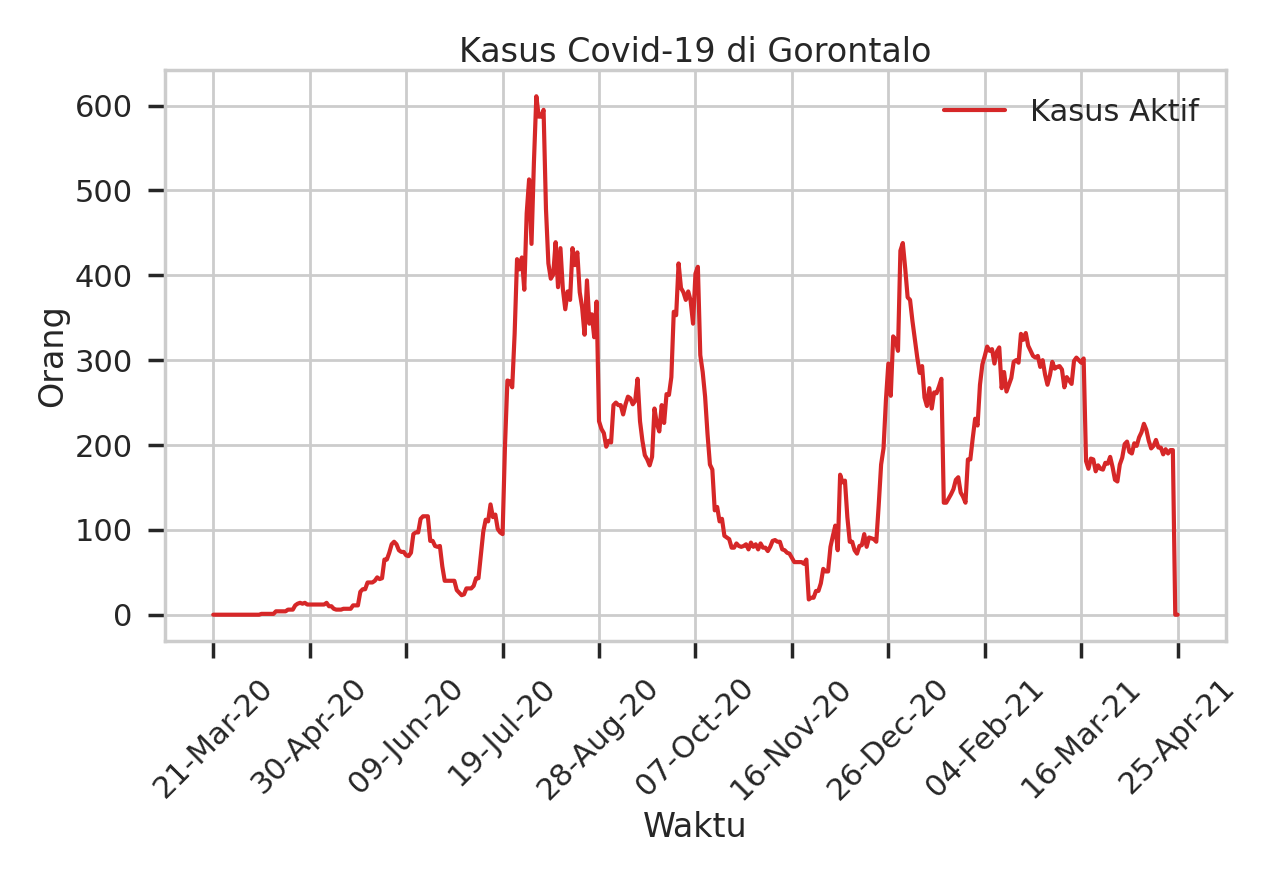 Kasus Covid-19 di Gorontalo
Kasus Aktif
600
500
400
300
200
100
0
Orang
21-Mar-20
30-Apr-20
09-Jun-20
19-Jul-20
28-Aug-20
07-Oct-20
16-Nov-20
26-Dec-20
04-Feb-21
16-Mar-21
25-Apr-21
Waktu